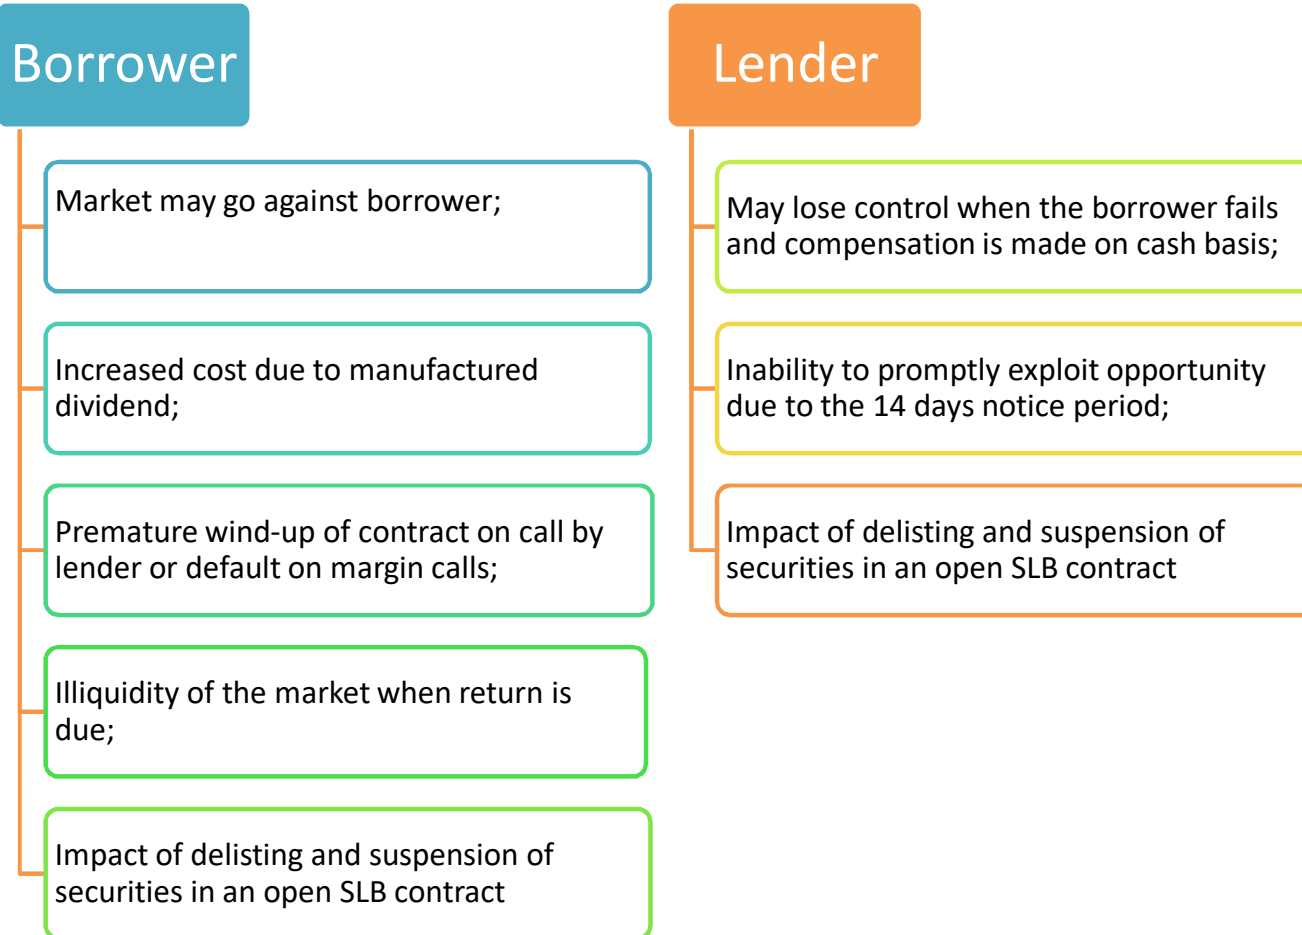 Borrower
Market may go against borrower;
Increased cost due to manufactured
dividend;
Premature wind-up of contract on call by
lender or default on margin calls;
Illiquidity of the market when return is
due;
Impact of delisting and suspension of
securities in an open SLB contract
Lender
May lose control when the borrower fails
and compensation is made on cash basis;
Inability to promptly exploit opportunity
due to the 14 days notice period;
Impact of delisting and suspension of
securities in an open SLB contract